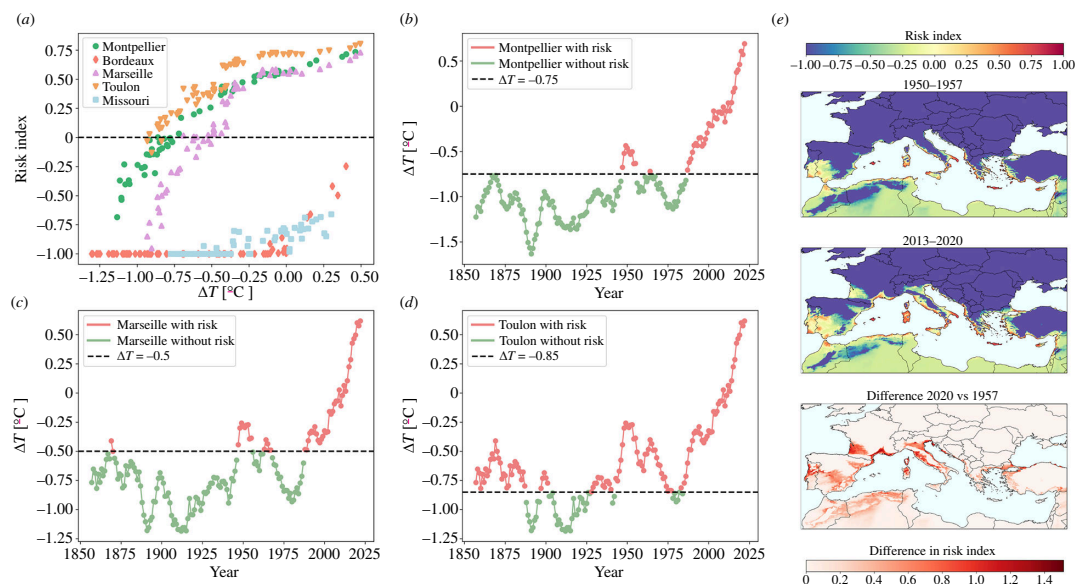 (a)
Montpellier
Bordeaux
Marseille
Toulon
Missouri
0.75
0.50
0.25
0
−0.25
−0.50
−0.75
−1.00
Risk index
−1.25 −1.00 −0.75 −0.50 −0.25 0.00 0.25 0.50
ΔT [ºC ]
(b)
Montpellier with risk
Montpellier without risk
ΔT = −0.75
0.5
0
−0.5
−1.0
−1.5
ΔT [ºC ]
1850 1875 1900 1925 1950 1975 2000 2025
Year
(c)
Marseille with risk
Marseille without risk
ΔT = −0.5
0.50
0.25
0
−0.25
−0.50
−0.75
−1.00
−1.25
ΔT [ºC ]
1850 1875 1900 1925 1950 1975 2000 2025
Year
(d)
Toulon with risk
Toulon without risk
ΔT = −0.85
0.50
0.25
0
−0.25
−0.50
−0.75
−1.00
−1.25
ΔT [ºC ]
1850 1875 1900 1925 1950 1975 2000 2025
Year
(e)
Risk index
−1.00 −0.75 −0.50 −0.25 0 0.25 0.50 0.75 1.00
1950–1957
2013–2020
Difference 2020 vs 1957
Difference in risk index
0 0.2 0.4 0.6 0.8 1.0 1.2 1.4